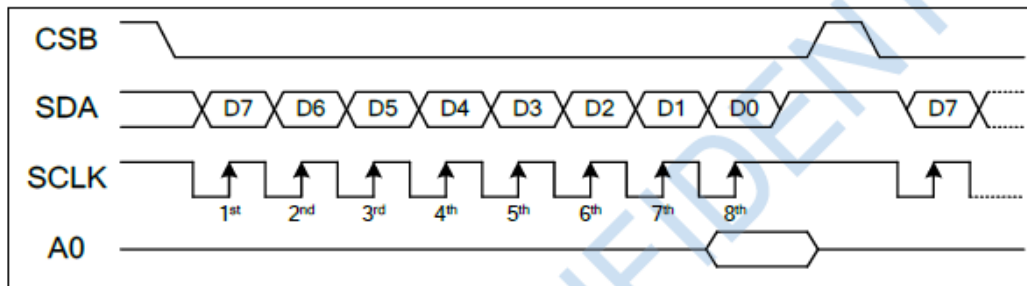 CSB
SDA D7 D6 D5 D4 D3 D2 D1 D0 D7
SCLK
1st 2nd 3rd 4th 5th 6th 7th 8th
A0